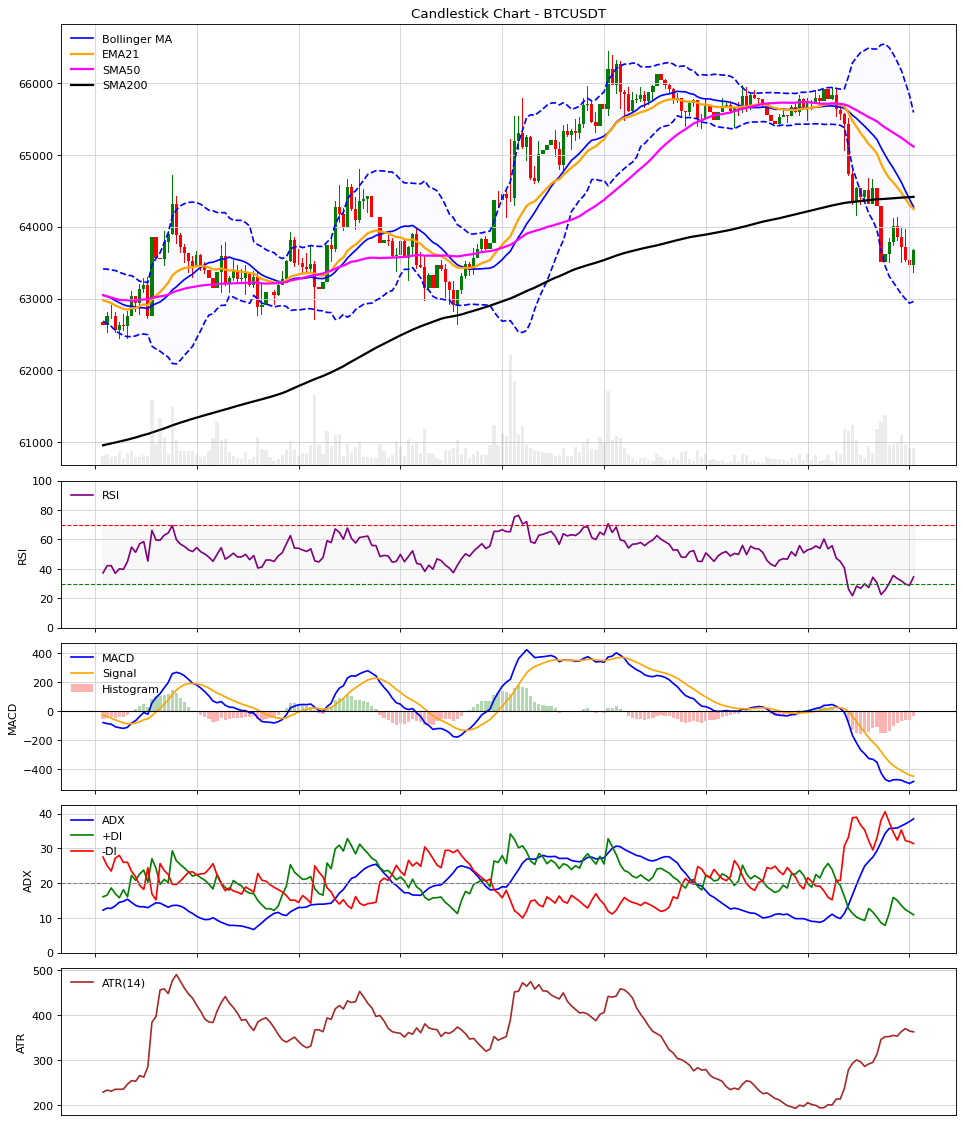 Candlestick Chart - BTCUSDT
Bollinger MA
EMA21
SMA50
SMA200
66000
65000
64000
63000
62000
61000
RSI
100
80
60
40
20
0
RSI
MACD
Signal
Histogram
400
200
0
−200
−400
MACD
ADX
+DI
-DI
40
30
20
10
0
ADX
ATR(14)
500
400
300
200
ATR